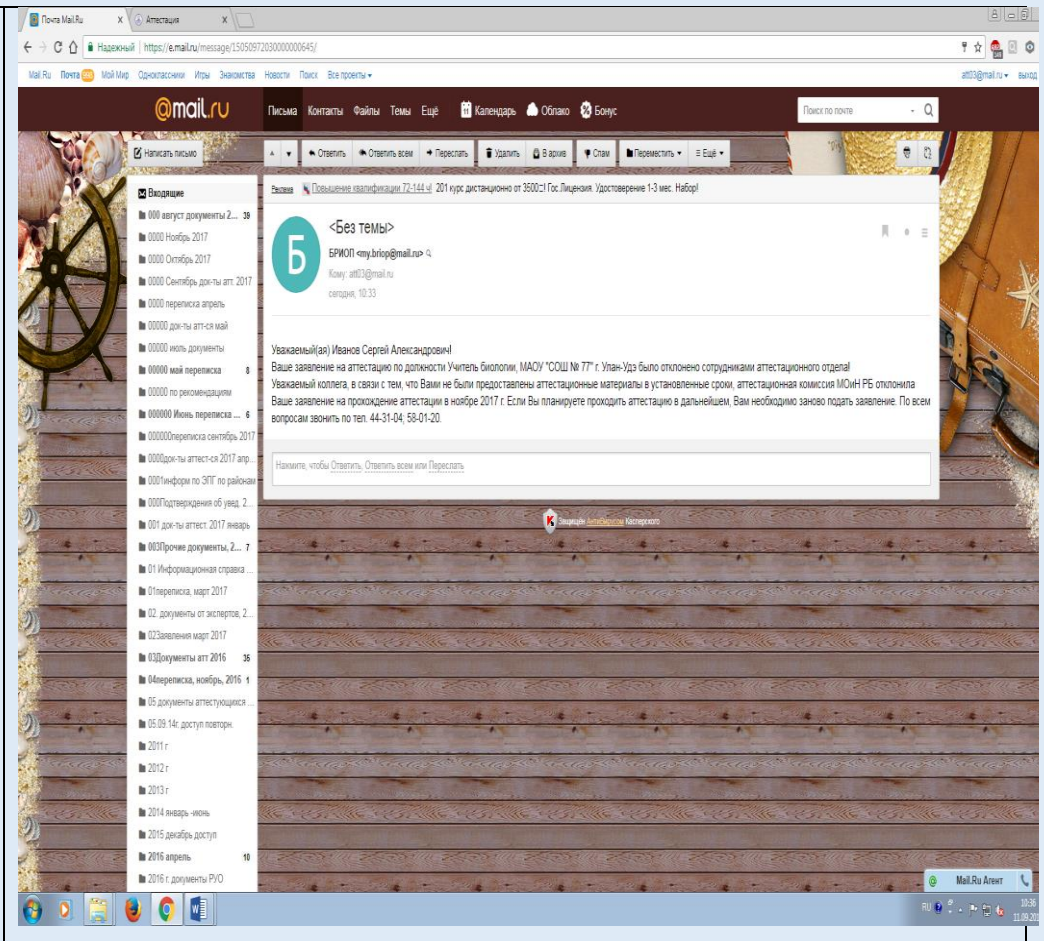 Почта Mail.Ru x Аттестация x
Надежный https://e.mail.ru/message/15050972030000000645/
Mail.Ru Почта Мой Мир Одноклассники Игры Знакомства Новости Поиск Все проекты att03@mail.ru выход
@mail.ru Письма Контакты Файлы Темы Ещё 11 Календарь Облако Бонус Поиск по почте
Написать письмо Ответить Ответить всем Переслать Удалить В архив Спам Переместить Ещё
Входящие
000 август документы 2... 39
0000 Ноябрь 2017
0000 Октябрь 2017
0000 Сентябрь док-ты атт. 2017
0000 переписка апрель
00000 док-ты атт-ся май
00000 июль документы
00000 май переписка 8
00000 по рекомендациям
000000 Июнь переписка ... 6
000000переписка сентябрь 2017
0000док-ты аттест-ся 2017 апр...
0001информ по ЭПГ по районам
000Подтверждения об увед. 2...
001 док-ты аттест. 2017 январь
003Прочие документы, 2... 7
01 Информационная справка ...
01переписка, март 2017
02. документы от экспертов, 2...
02Заявления март 2017
03Документы атт 2016 35
04переписка, ноябрь, 2016 1
05 документы аттестующихся ...
05.09.14г. доступ повторн.
2011 г
2012 г
2013 г
2014 январь -июнь
2015 декабрь доступ
2016 апрель 10
2016 г. документы РУО
Реклама Повышение квалификации 72-144 ч! 201 курс дистанционно от 3500 ! Гос.Лицензия. Удостоверение 1-3 мес. Набор!
Б
<Без темы>
БРИОП <my.briop@mail.ru>
Кому: att03@mail.ru
сегодня, 10:33
Уважаемый(ая) Иванов Сергей Александрович!
Ваше заявление на аттестацию по должности Учитель биологии, МАОУ "СОШ № 77" г. Улан-Удэ было отклонено сотрудниками аттестационного отдела!
Уважаемый коллега, в связи с тем, что Вами не были предоставлены аттестационные материалы в установленные сроки, аттестационная комиссия МОиН РБ отклонила
Ваше заявление на прохождение аттестации в ноябре 2017 г. Если Вы планируете проходить аттестацию в дальнейшем, Вам необходимо заново подать заявление. По всем
вопросам звонить по тел. 44-31-04; 58-01-20.
Нажмите, чтобы Ответить, Ответить всем или Переслать
Защищён Антивирусом Касперского
Mail.Ru Агент
RU 10:36
11.09.201